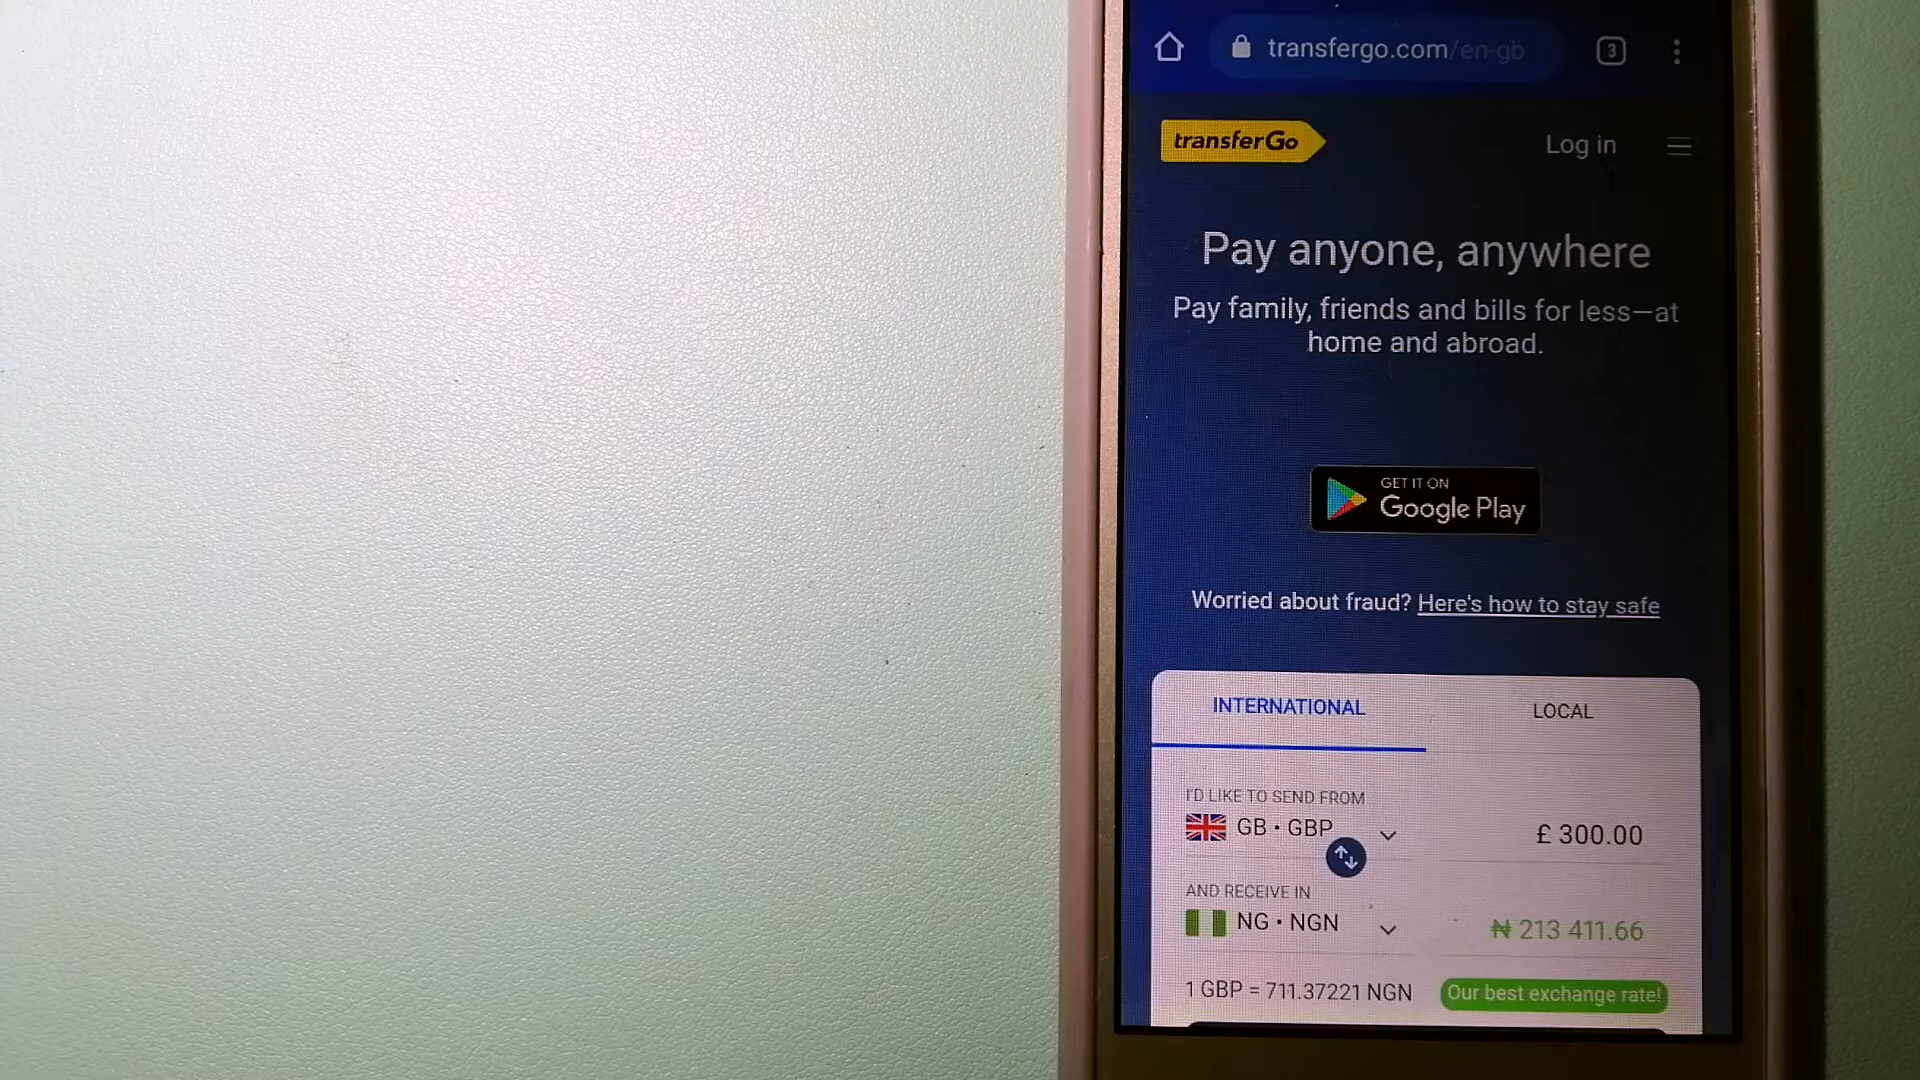 transfergo.com/en-gb
3
transferGo
Log in
Pay anyone, anywhere
Pay family, friends and bills for less—at
home and abroad.
GET IT ON
Google Play
Worried about fraud? Here's how to stay safe
INTERNATIONAL
LOCAL
I'D LIKE TO SEND FROM
GB • GBP
£ 300.00
AND RECEIVE IN
NG • NGN
₦ 213 411.66
1 GBP = 711.37221 NGN
Our best exchange rate!